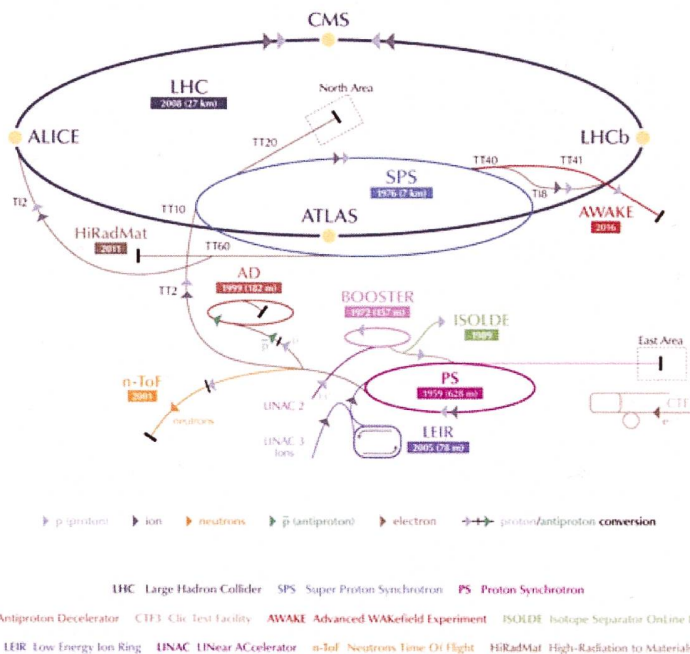 CMS
LHC
2008 (27 km)
North Area
ALICE
LHCb
TT20
TT40
TT41
SPS
1976 (7 km)
TI2
TI8
TT10
ATLAS
AWAKE
2016
HiRadMat
2011
TT60
AD
1999 (182 m)
TT2
BOOSTER
1972 (157 m)
ISOLDE
1989
p
East Area
n-ToF
2001
PS
1959 (628 m)
CTF
neutrons
LINAC 2
e
LINAC 3
Ions
LEIR
2005 (78 m)
p (proton) ion neutrons p̅ (antiproton) electron proton/antiproton conversion
LHC Large Hadron Collider SPS Super Proton Synchrotron PS Proton Synchrotron
Antiproton Decelerator CTF3 Clic Test Facility AWAKE Advanced WAKefield Experiment ISOLDE Isotope Separator OnLine
LEIR Low Energy Ion Ring LINAC LINear ACcelerator n-ToF Neutrons Time Of Flight HiRadMat High-Radiation to Material